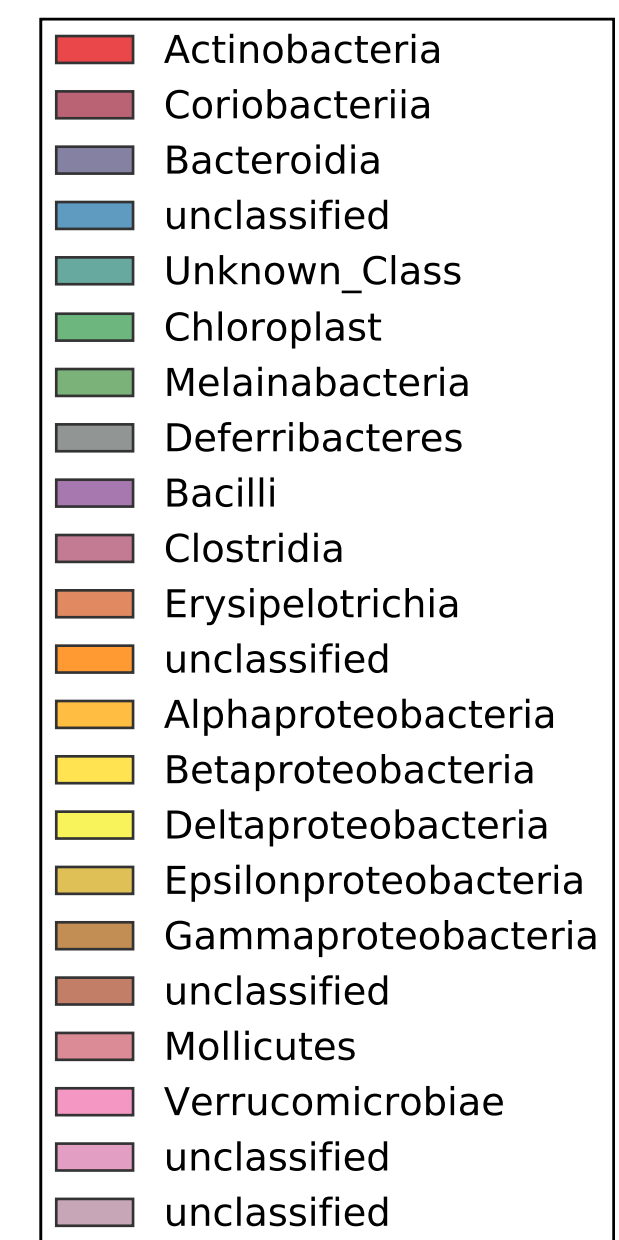 Actinobacteria
Coriobacteriia
Bacteroidia
unclassified
Unknown_Class
Chloroplast
Melainabacteria
Deferribacteres
Bacilli
Clostridia
Erysipelotrichia
unclassified
Alphaproteobacteria
Betaproteobacteria
Deltaproteobacteria
Epsilonproteobacteria
Gammaproteobacteria
unclassified
Mollicutes
Verrucomicrobiae
unclassified
unclassified